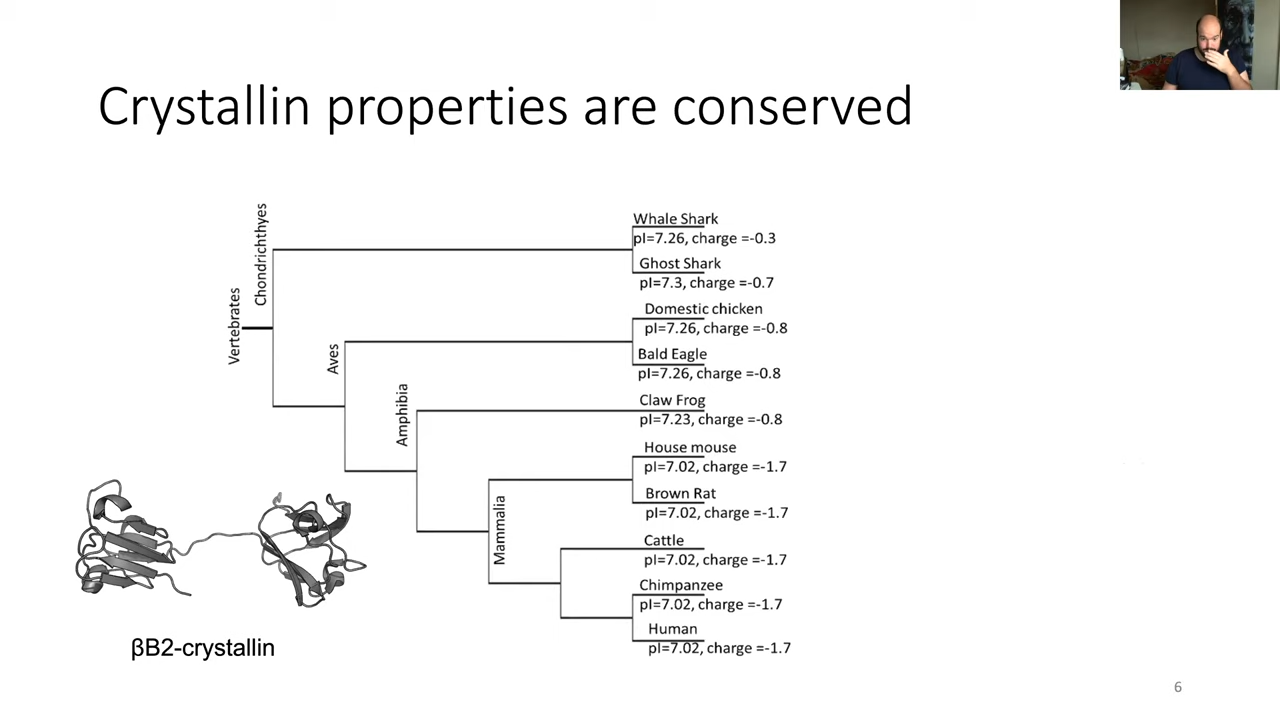 Crystallin properties are conserved
Vertebrates
Chondrichthyes
Whale Shark
pI=7.26, charge =-0.3
Ghost Shark
pI=7.3, charge =-0.7
Aves
Domestic chicken
pI=7.26, charge =-0.8
Bald Eagle
pI=7.26, charge =-0.8
Amphibia
Claw Frog
pI=7.23, charge =-0.8
Mammalia
House mouse
pI=7.02, charge =-1.7
Brown Rat
pI=7.02, charge =-1.7
Cattle
pI=7.02, charge =-1.7
Chimpanzee
pI=7.02, charge =-1.7
Human
pI=7.02, charge =-1.7
βB2-crystallin
6